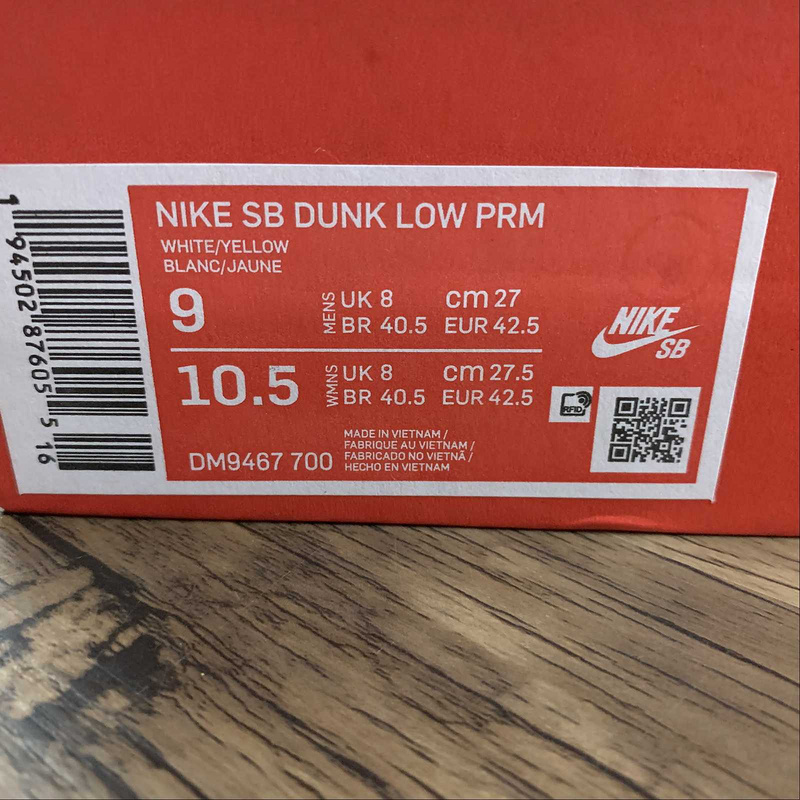 NIKE SB DUNK LOW PRM
WHITE/YELLOW
BLANC/JAUNE
9 MENS UK 8 cm 27
BR 40.5 EUR 42.5
10.5 WMNS UK 8 cm 27.5
BR 40.5 EUR 42.5
NIKE
SB
RFID
MADE IN VIETNAM /
FABRIQUE AU VIETNAM /
FABRICADO NO VIETNÃ /
HECHO EN VIETNAM
DM9467 700
1 94502 87605 5 16